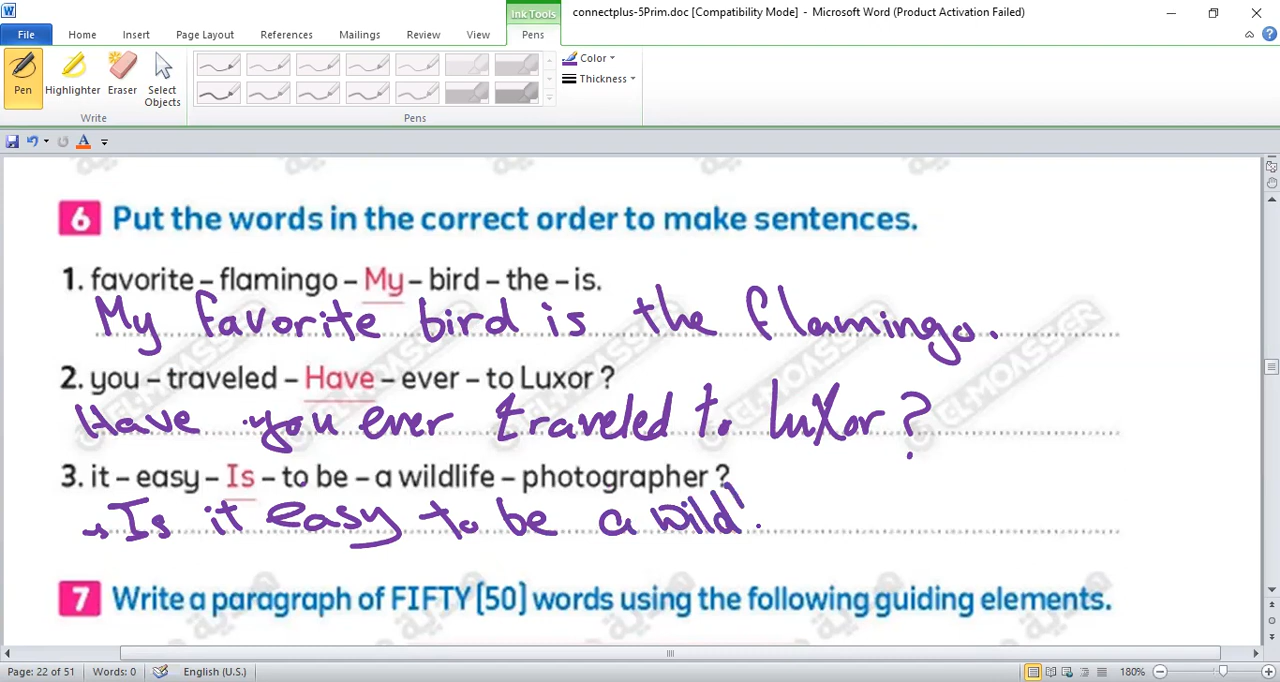 Ink Tools
connectplus-5Prim.doc [Compatibility Mode] - Microsoft Word (Product Activation Failed)
File Home Insert Page Layout References Mailings Review View Pens
Pen Highlighter Eraser Select Objects
Color
Thickness
Write Pens
6 Put the words in the correct order to make sentences.
1. favorite – flamingo – My – bird – the – is.
My favorite bird is the flamingo.
2. you – traveled – Have – ever – to Luxor ?
Have you ever traveled to Luxor ?
3. it – easy – Is – to be – a wildlife – photographer ?
Is it easy to be a wild
7 Write a paragraph of FIFTY (50) words using the following guiding elements.
Page: 22 of 51 Words: 0 English (U.S.) 180%